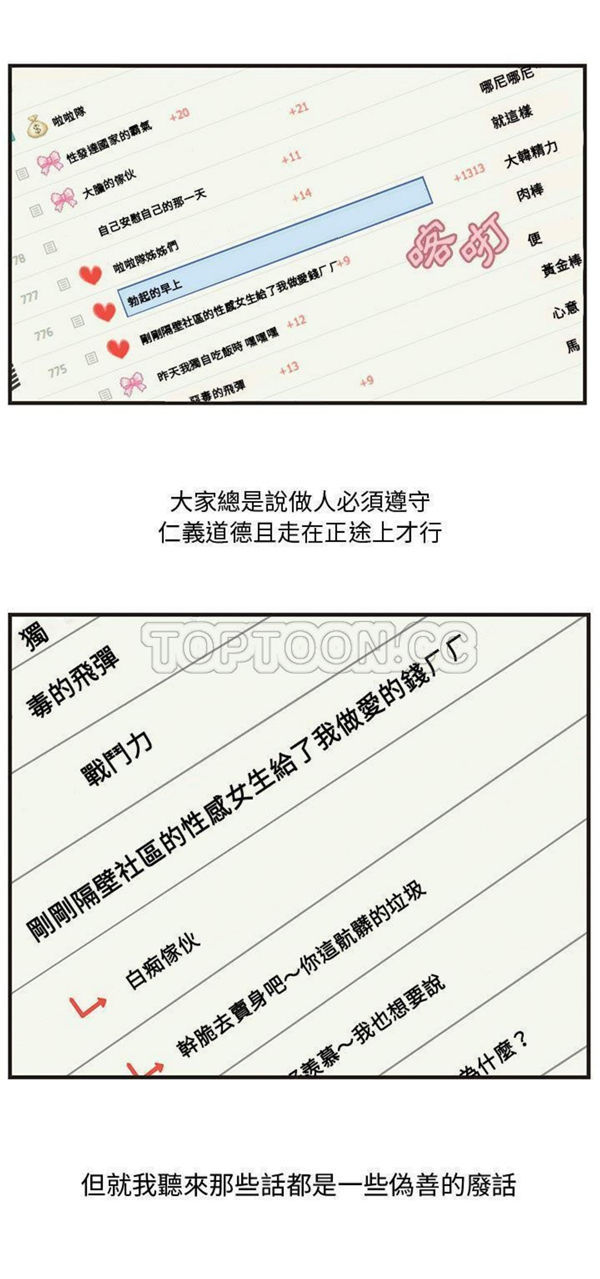 啦啦隊
哪尼哪尼
性發達國家的霸氣 +20
+21
就這樣
大膽的傢伙
+11
大韓精力
78
自己安慰自己的那一天
+14
+1313
肉棒
777
啦啦隊姊姊們
便
喀叮
776
勃起的早上
黃金棒
775
剛剛隔壁社區的性感女生給了我做愛錢ㄏㄏ +9
心意
昨天我獨自吃飯時 嘿嘿嘿 +12
馬
惡毒的飛彈 +13
+9
大家總是說做人必須遵守
仁義道德且走在正途上才行
獨
TOPTOON.CC
毒的飛彈
戰鬥力
剛剛隔壁社區的性感女生給了我做愛的錢ㄏㄏ
白痴傢伙
幹脆去賣身吧～你這骯髒的垃圾
羨慕～我也想要說
為什麼？
但就我聽來那些話都是一些偽善的廢話